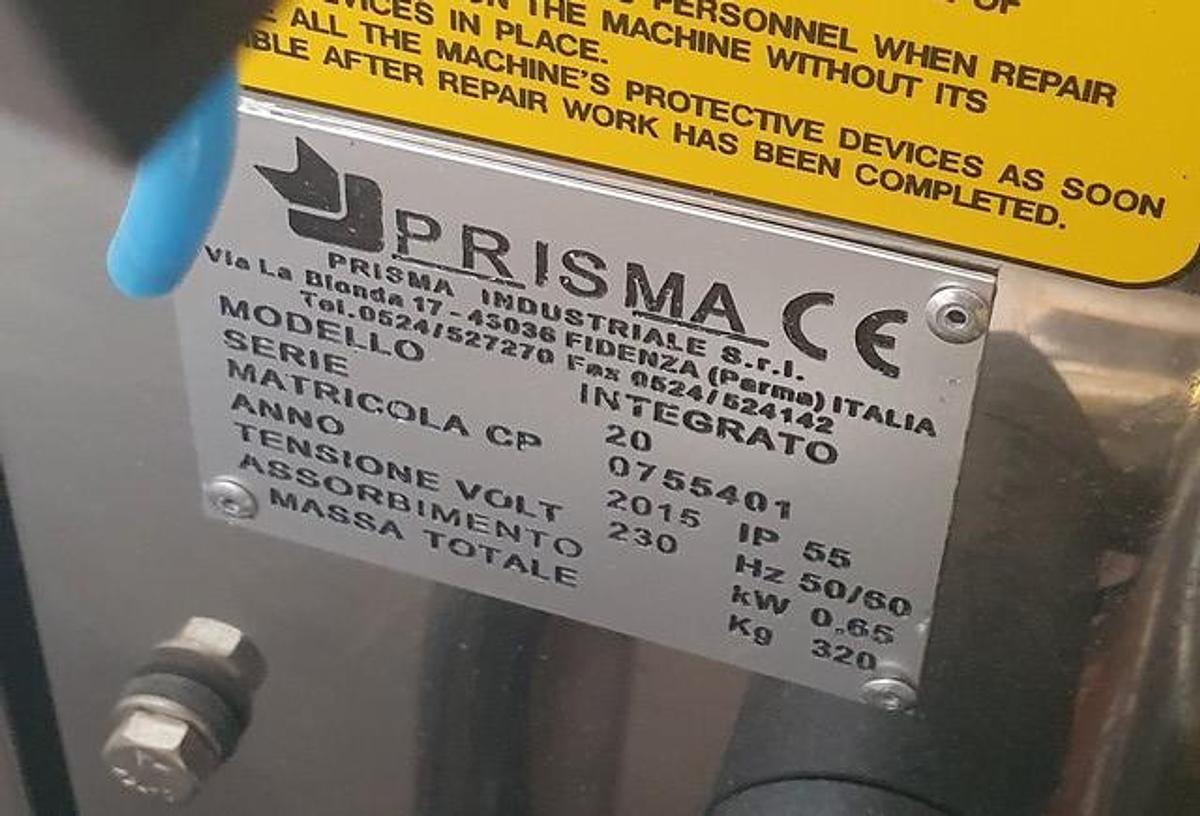 OF
PERSONNEL WHEN REPAIR
ON THE MACHINE WITHOUT ITS
IN PLACE.
ALL THE MACHINE'S PROTECTIVE DEVICES AS SOON
AFTER REPAIR WORK HAS BEEN COMPLETED.
PRISMA CE
PRISMA INDUSTRIALE S.r.l.
Via La Bionda 17 - 43036 FIDENZA (Parma) ITALIA
Tel.0524/527270 Fax 0524/524142
MODELLO INTEGRATO
SERIE 20
MATRICOLA CP 0755401
ANNO 2015 IP 55
TENSIONE VOLT 230 Hz 50/60
ASSORBIMENTO kW 0.65
MASSA TOTALE Kg 320